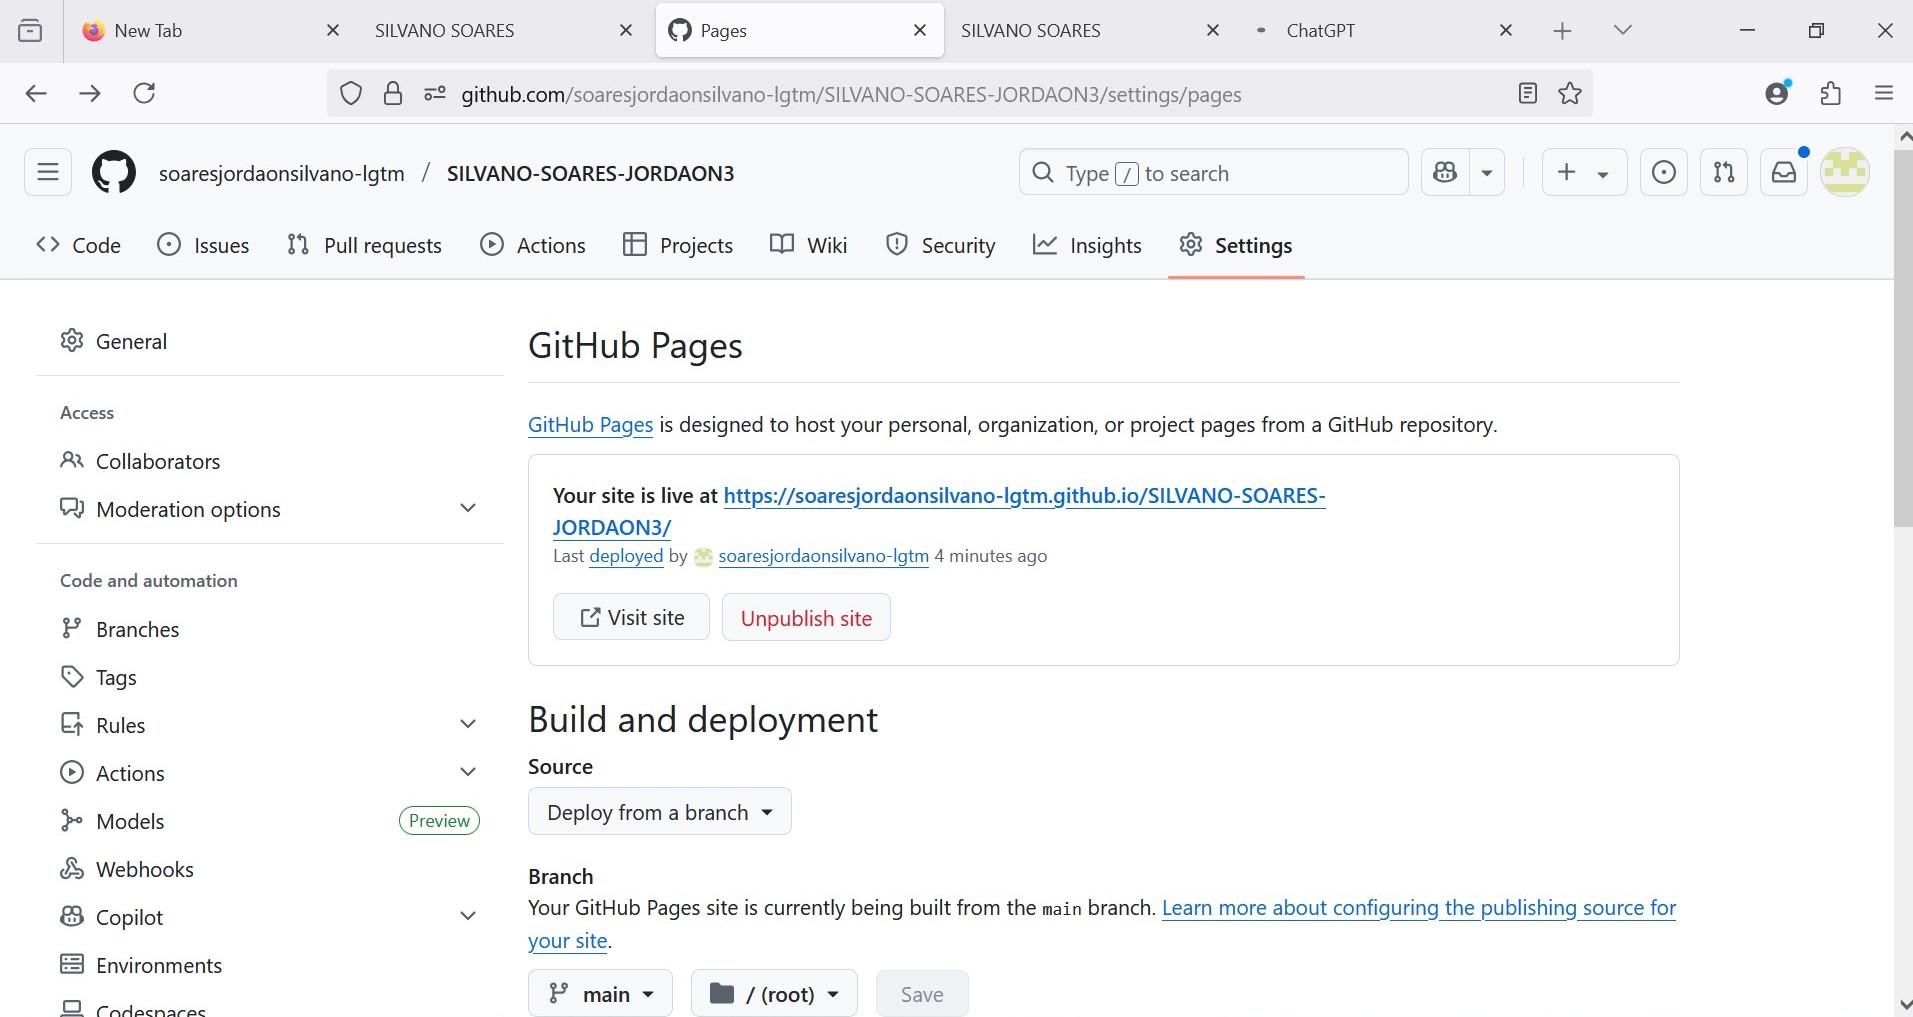 New Tab
SILVANO SOARES
Pages
SILVANO SOARES
ChatGPT
github.com/soaresjordaonsilvano-lgtm/SILVANO-SOARES-JORDAON3/settings/pages
soaresjordaonsilvano-lgtm / SILVANO-SOARES-JORDAON3
Type / to search
Code
Issues
Pull requests
Actions
Projects
Wiki
Security
Insights
Settings
General
Access
Collaborators
Moderation options
Code and automation
Branches
Tags
Rules
Actions
Models
Preview
Webhooks
Copilot
Environments
Codespaces
GitHub Pages
GitHub Pages is designed to host your personal, organization, or project pages from a GitHub repository.
Your site is live at https://soaresjordaonsilvano-lgtm.github.io/SILVANO-SOARES-
JORDAON3/
Last deployed by soaresjordaonsilvano-lgtm 4 minutes ago
Visit site
Unpublish site
Build and deployment
Source
Deploy from a branch
Branch
Your GitHub Pages site is currently being built from the main branch. Learn more about configuring the publishing source for
your site.
main
/ (root)
Save